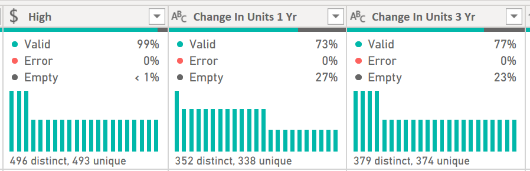 $ High
ABC Change In Units 1 Yr
ABC Change In Units 3 Yr
Valid 99%
Error 0%
Empty < 1%
496 distinct, 493 unique
Valid 73%
Error 0%
Empty 27%
352 distinct, 338 unique
Valid 77%
Error 0%
Empty 23%
379 distinct, 374 unique